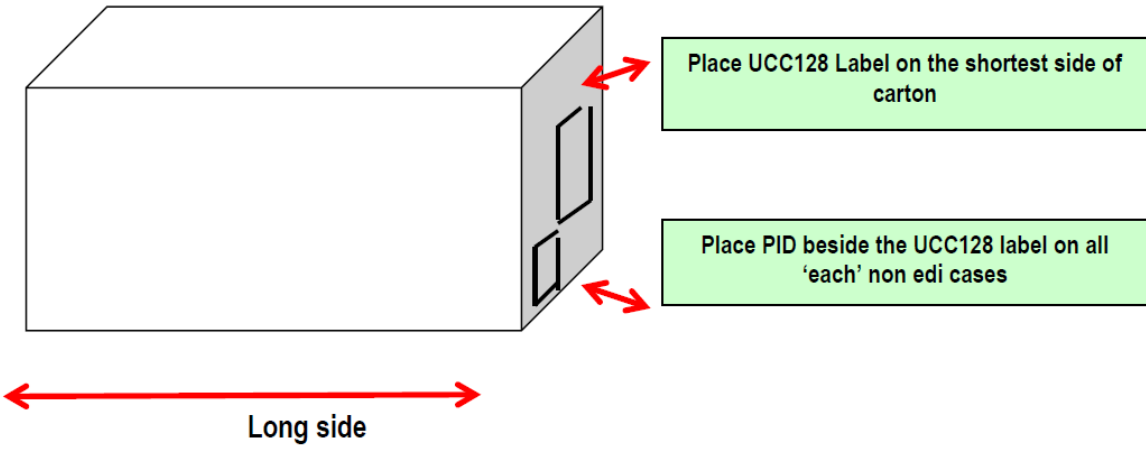 Place UCC128 Label on the shortest side of
carton
Place PID beside the UCC128 label on all
‘each’ non edi cases
Long side